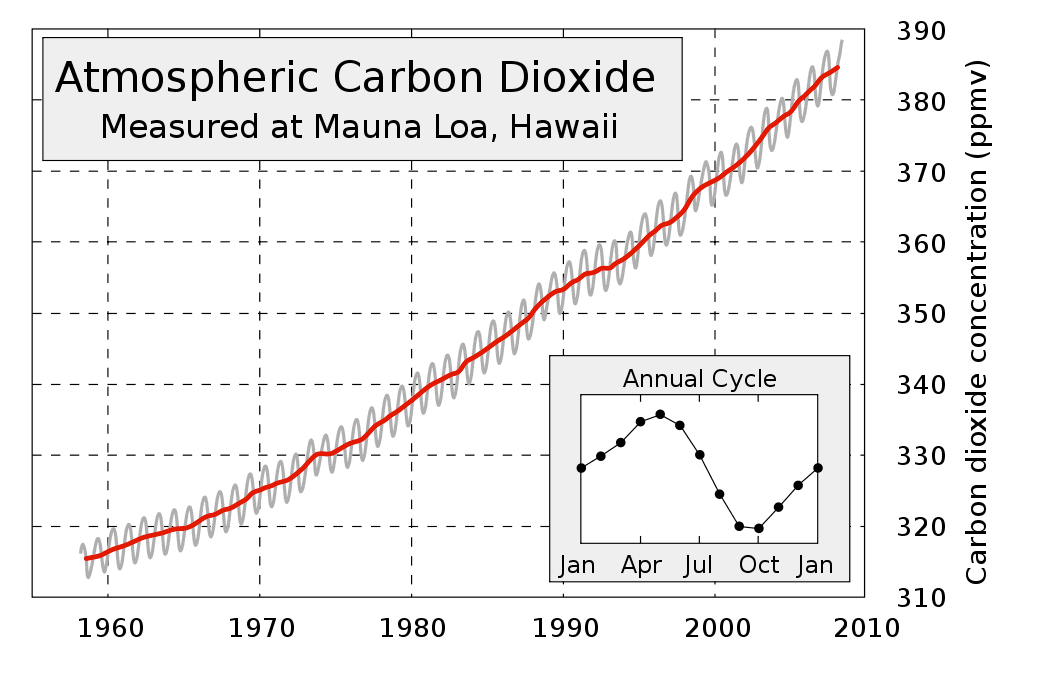 Atmospheric Carbon Dioxide
Measured at Mauna Loa, Hawaii
390
380
370
360
350
340
330
320
310
Carbon dioxide concentration (ppmv)
Annual Cycle
Jan Apr Jul Oct Jan
1960 1970 1980 1990 2000 2010